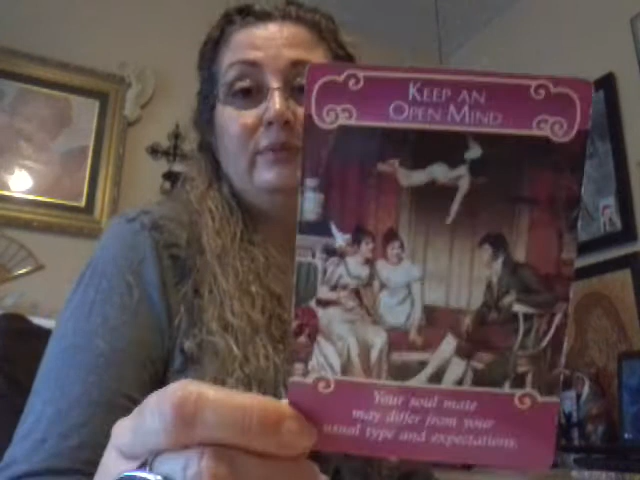 KEEP AN
OPEN MIND
Your soul mate
may differ from your
usual type and expectations.